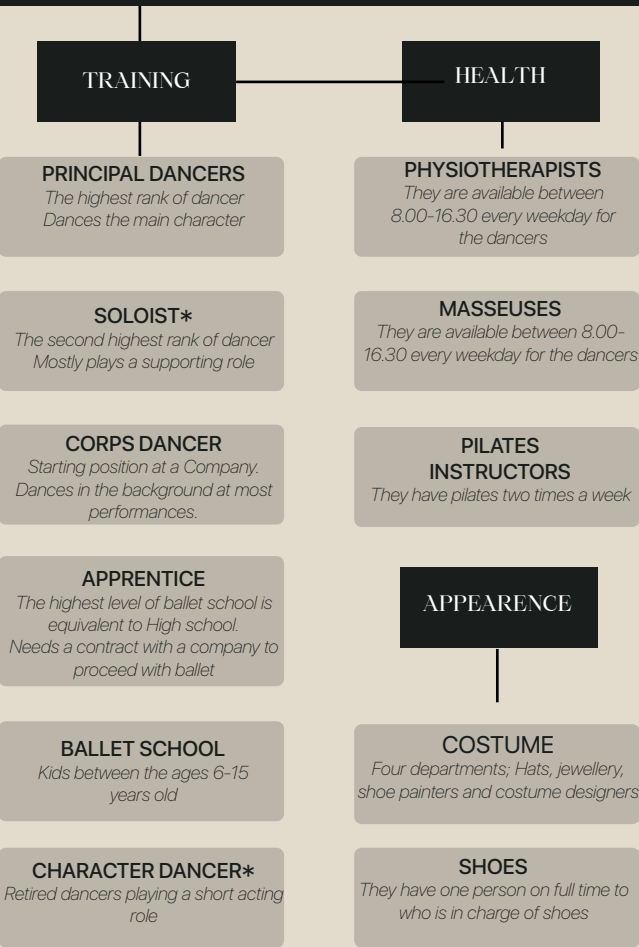 TRAINING
PRINCIPAL DANCERS
The highest rank of dancer
Dances the main character
SOLOIST*
The second highest rank of dancer
Mostly plays a supporting role
CORPS DANCER
Starting position at a Company.
Dances in the background at most
performances.
APPRENTICE
The highest level of ballet school is
equivalent to High school.
Needs a contract with a company to
proceed with ballet
BALLET SCHOOL
Kids between the ages 6-15
years old
CHARACTER DANCER*
Retired dancers playing a short acting
role
HEALTH
PHYSIOTHERAPISTS
They are available between
8.00-16.30 every weekday for
the dancers
MASSEUSES
They are available between 8.00-
16.30 every weekday for the dancers
PILATES
INSTRUCTORS
They have pilates two times a week
APPEARENCE
COSTUME
Four departments; Hats, jewellery,
shoe painters and costume designers
SHOES
They have one person on full time to
who is in charge of shoes